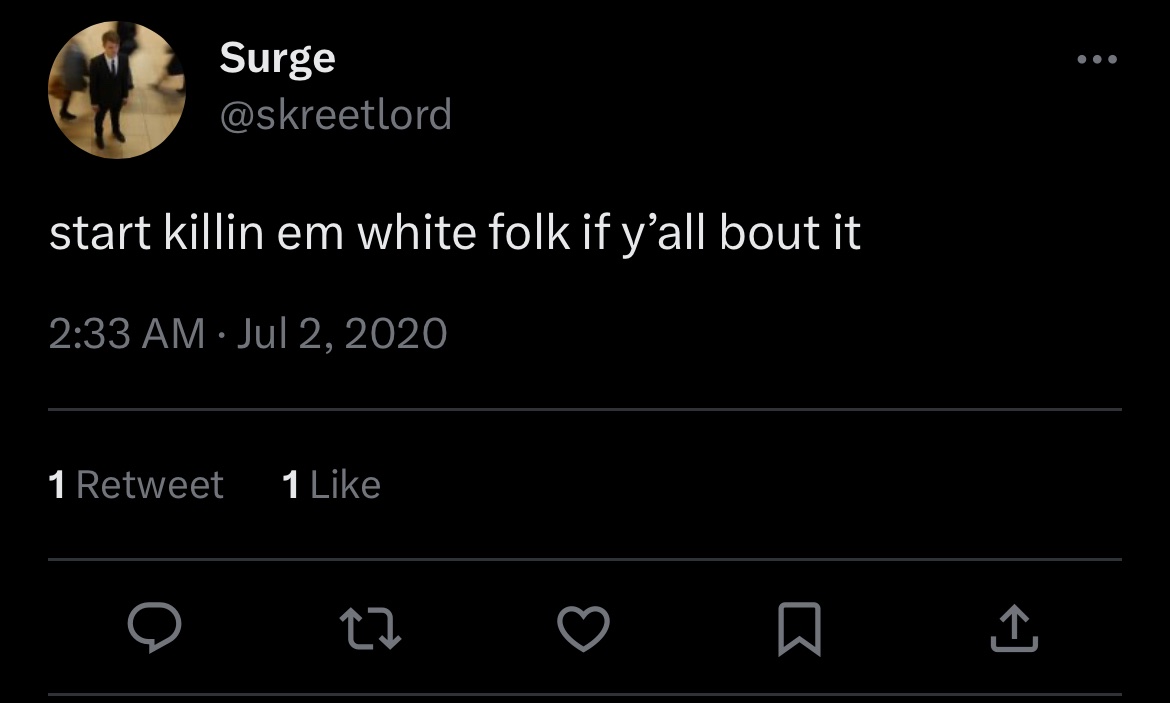 Surge
@skreetlord
start killin em white folk if y’all bout it
2:33 AM · Jul 2, 2020
1 Retweet 1 Like